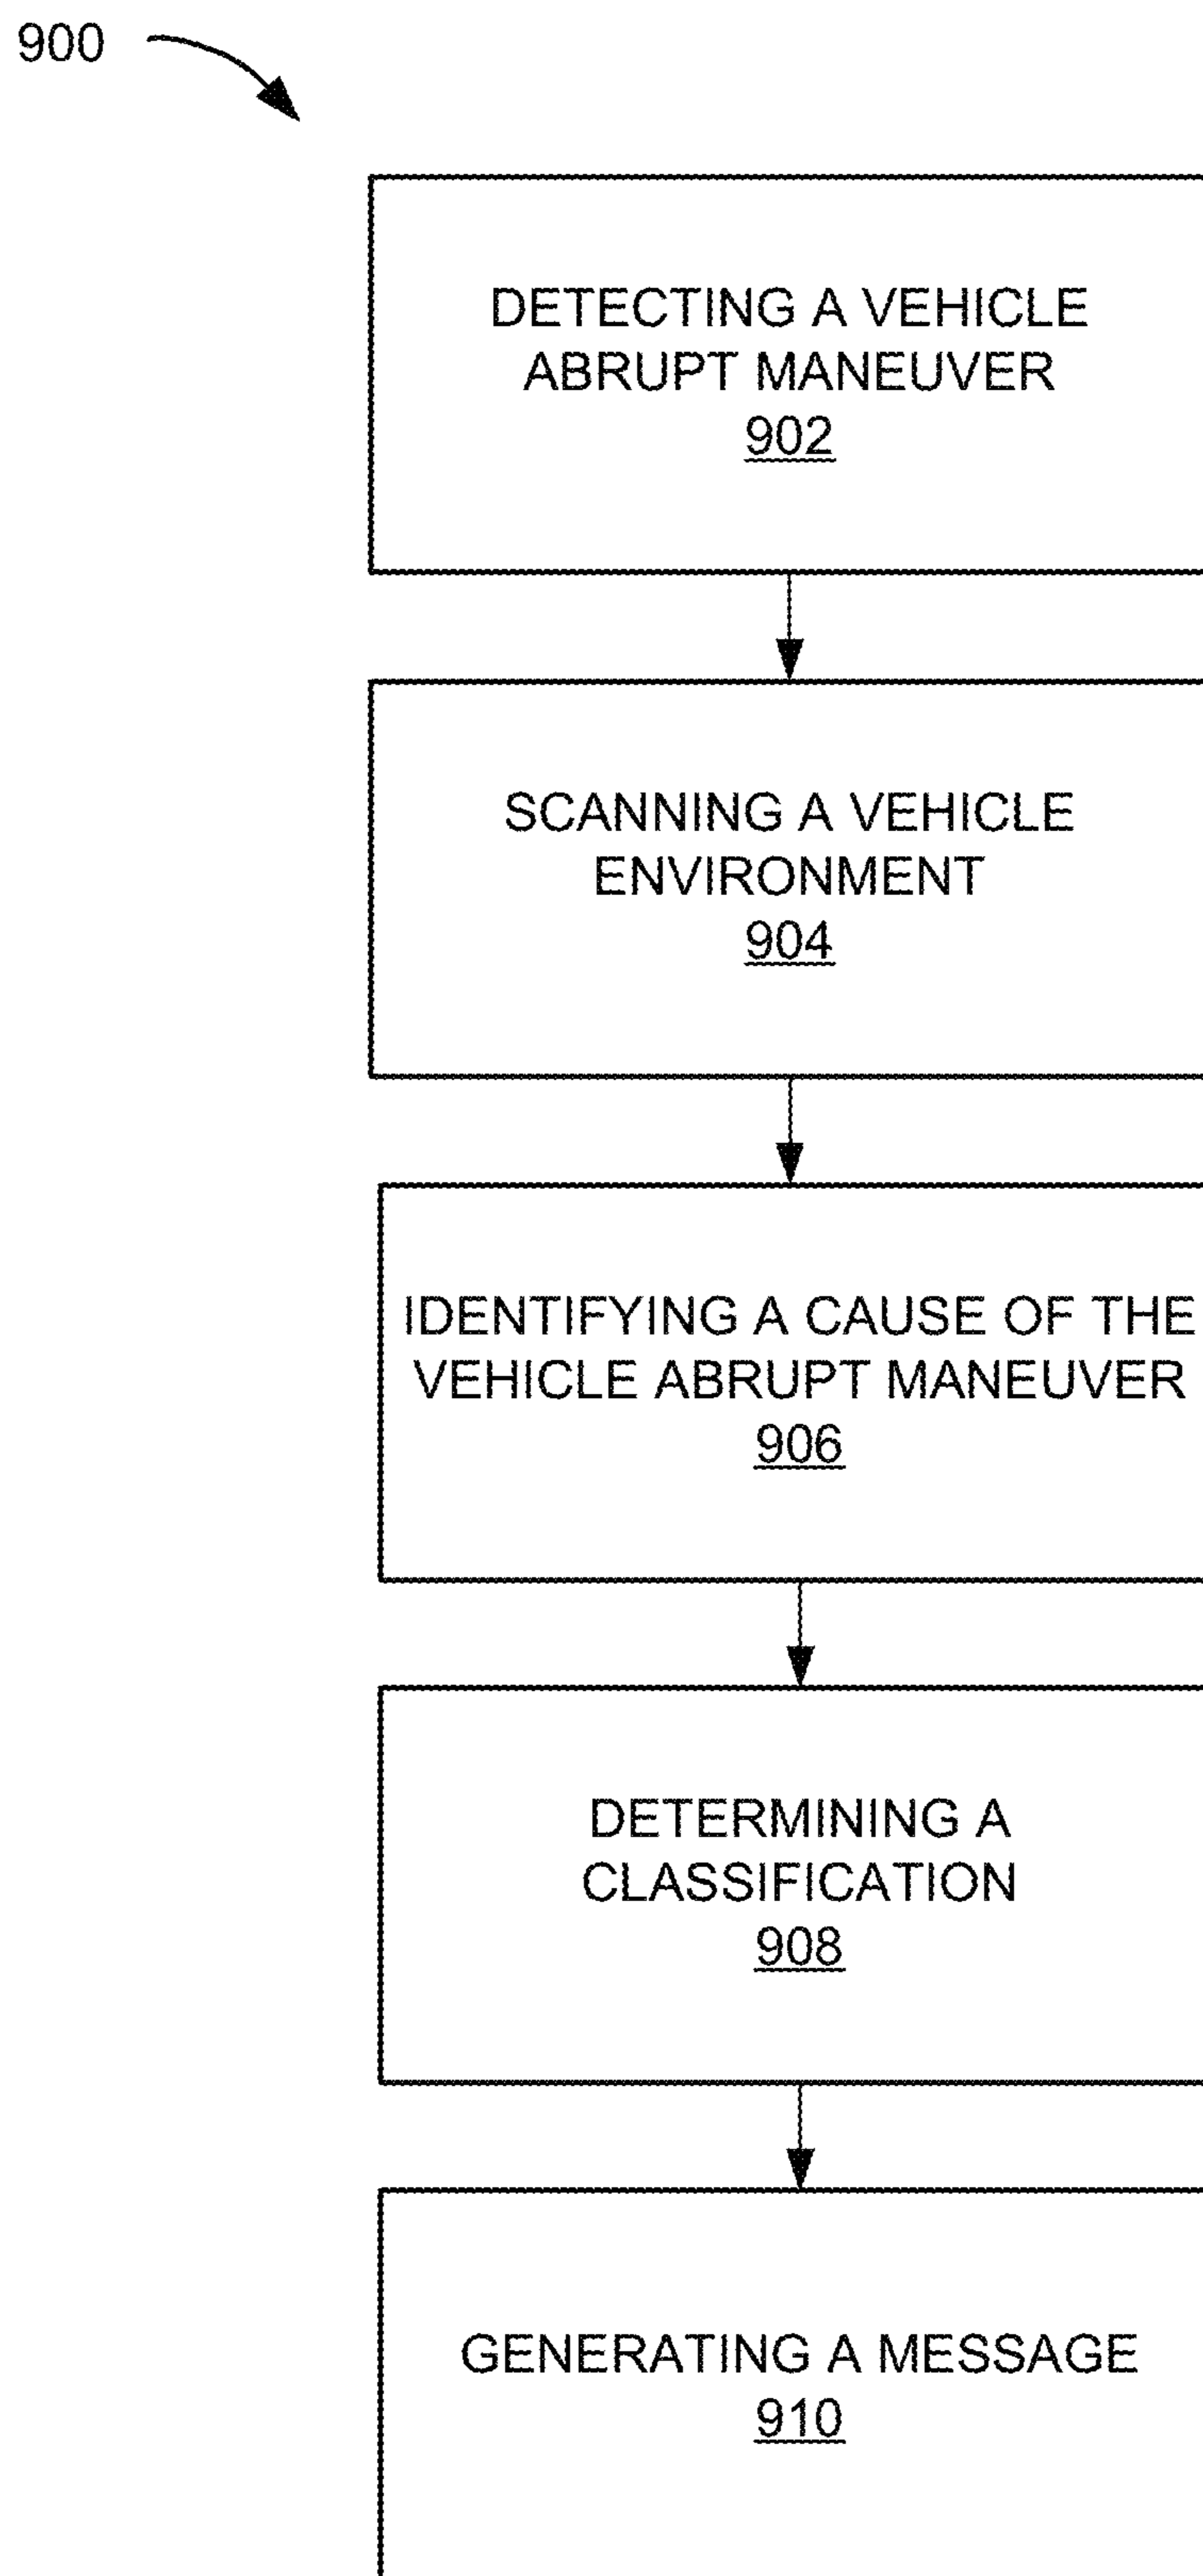 900
DETECTING A VEHICLE
ABRUPT MANEUVER
902
SCANNING A VEHICLE
ENVIRONMENT
904
IDENTIFYING A CAUSE OF THE
VEHICLE ABRUPT MANEUVER
906
DETERMINING A
CLASSIFICATION
908
GENERATING A MESSAGE
910